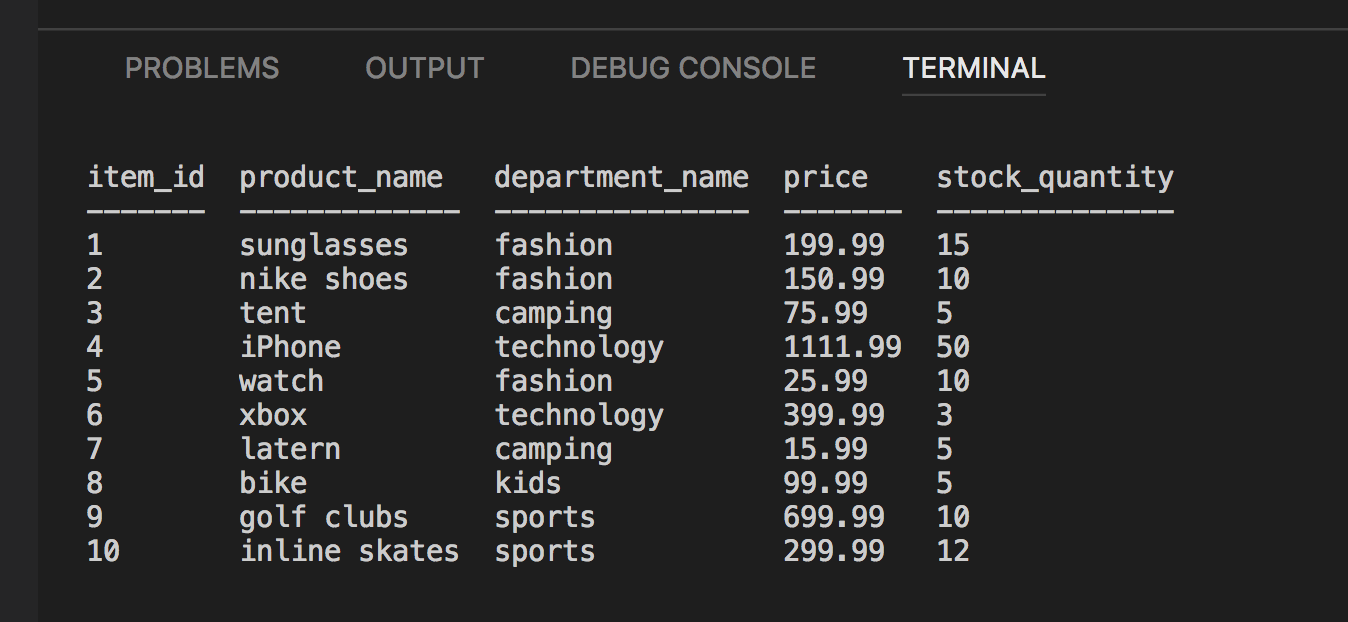 PROBLEMS OUTPUT DEBUG CONSOLE TERMINAL
item_id product_name department_name price stock_quantity
------- ------------- --------------- ------- --------------
1 sunglasses fashion 199.99 15
2 nike shoes fashion 150.99 10
3 tent camping 75.99 5
4 iPhone technology 1111.99 50
5 watch fashion 25.99 10
6 xbox technology 399.99 3
7 latern camping 15.99 5
8 bike kids 99.99 5
9 golf clubs sports 699.99 10
10 inline skates sports 299.99 12